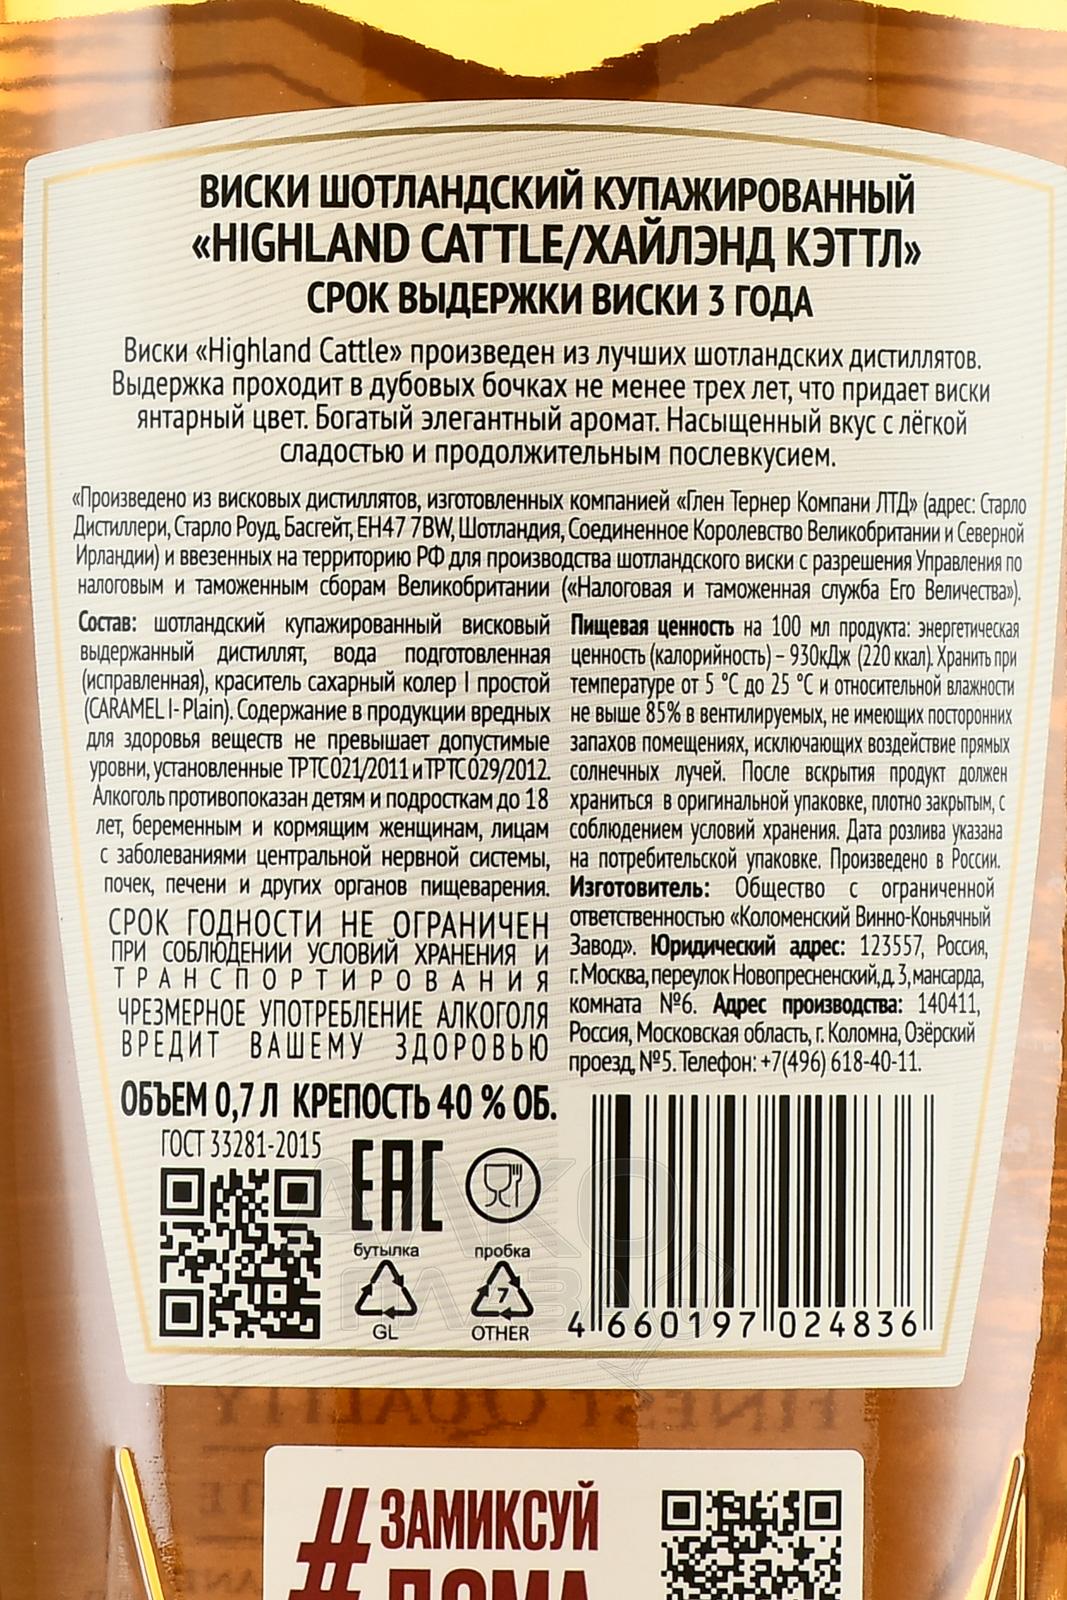 ВИСКИ ШОТЛАНДСКИЙ КУПАЖИРОВАННЫЙ
«HIGHLAND CATTLE/ХАЙЛЭНД КЭТТЛ»
СРОК ВЫДЕРЖКИ ВИСКИ 3 ГОДА
Виски «Highland Cattle» произведен из лучших шотландских дистиллятов.
Выдержка проходит в дубовых бочках не менее трех лет, что придает виски
янтарный цвет. Богатый элегантный аромат. Насыщенный вкус с лёгкой
сладостью и продолжительным послевкусием.
«Произведено из висковых дистиллятов, изготовленных компанией «Глен Тернер Компани ЛТД» (адрес: Старло
Дистиллери, Старло Роуд, Басгейт, EH47 7BW, Шотландия, Соединенное Королевство Великобритании и Северной
Ирландии) и ввезенных на территорию РФ для производства шотландского виски с разрешения Управления по
налоговым и таможенным сборам Великобритании («Налоговая и таможенная служба Его Величества»).
Состав: шотландский купажированный висковый
выдержанный дистиллят, вода подготовленная
(исправленная), краситель сахарный колер I простой
(CARAMEL I- Plain). Содержание в продукции вредных
для здоровья веществ не превышает допустимые
уровни, установленные ТР ТС 021/2011 и ТР ТС 029/2012.
Алкоголь противопоказан детям и подросткам до 18
лет, беременным и кормящим женщинам, лицам
с заболеваниями центральной нервной системы,
почек, печени и других органов пищеварения.
СРОК ГОДНОСТИ НЕ ОГРАНИЧЕН
ПРИ СОБЛЮДЕНИИ УСЛОВИЙ ХРАНЕНИЯ И
ТРАНСПОРТИРОВАНИЯ
ЧРЕЗМЕРНОЕ УПОТРЕБЛЕНИЕ АЛКОГОЛЯ
ВРЕДИТ ВАШЕМУ ЗДОРОВЬЮ
ОБЪЕМ 0,7 Л КРЕПОСТЬ 40 % ОБ.
ГОСТ 33281-2015
EAC
бутылка
GL
пробка
7
OTHER
Пищевая ценность на 100 мл продукта: энергетическая
ценность (калорийность) – 930кДж (220 ккал). Хранить при
температуре от 5 °С до 25 °С и относительной влажности
не выше 85% в вентилируемых, не имеющих посторонних
запахов помещениях, исключающих воздействие прямых
солнечных лучей. После вскрытия продукт должен
храниться в оригинальной упаковке, плотно закрытым, с
соблюдением условий хранения. Дата розлива указана
на потребительской упаковке. Произведено в России.
Изготовитель: Общество с ограниченной
ответственностью «Коломенский Винно-Коньячный
Завод». Юридический адрес: 123557, Россия,
г. Москва, переулок Новопресненский, д. 3, мансарда,
комната №6. Адрес производства: 140411,
Россия, Московская область, г. Коломна, Озёрский
проезд, №5. Телефон: +7(496) 618-40-11.
4 660197 024836
FINEST QUALITY
#ЗАМИКСУЙ
ДОМА